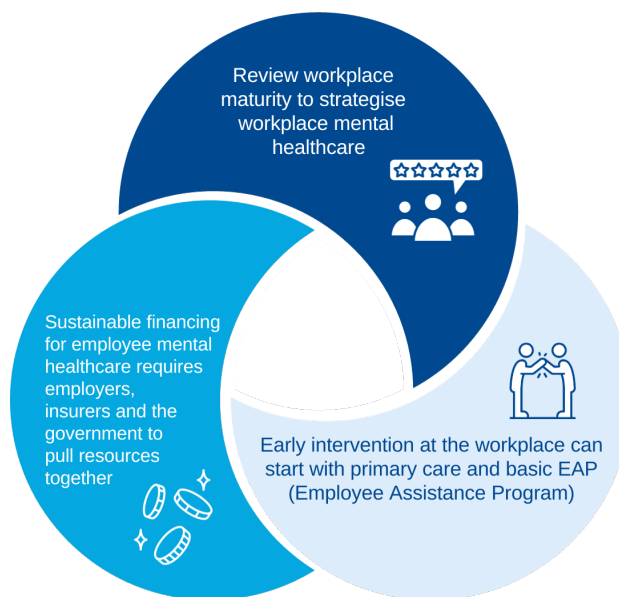 Review workplace
maturity to strategise
workplace mental
healthcare
Sustainable financing
for employee mental
healthcare requires
employers,
insurers and the
government to
pull resources
together
Early intervention at the workplace can
start with primary care and basic EAP
(Employee Assistance Program)